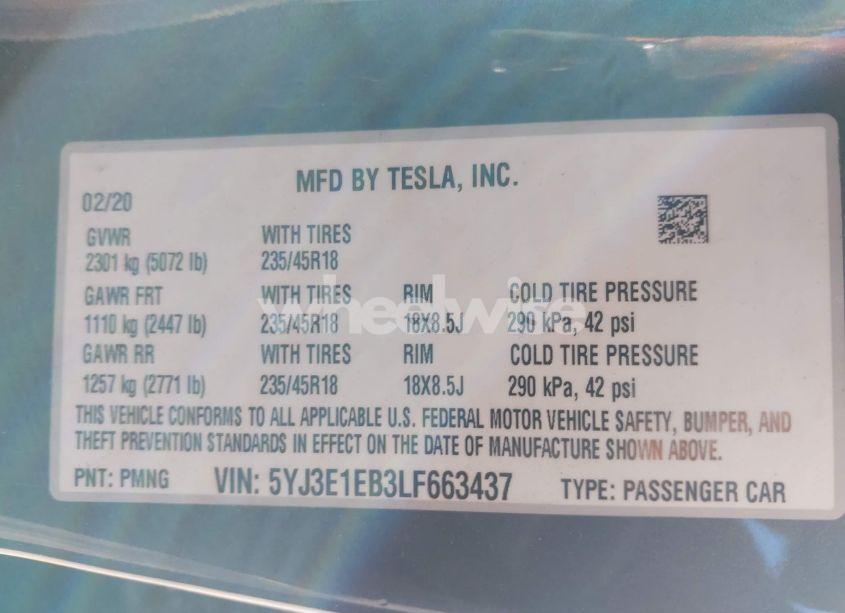 MFD BY TESLA, INC.
02/20
GVWR WITH TIRES
2301 kg (5072 lb) 235/45R18
GAWR FRT WITH TIRES RIM COLD TIRE PRESSURE
1110 kg (2447 lb) 235/45R18 18X8.5J 290 kPa, 42 psi
GAWR RR WITH TIRES RIM COLD TIRE PRESSURE
1257 kg (2771 lb) 235/45R18 18X8.5J 290 kPa, 42 psi
THIS VEHICLE CONFORMS TO ALL APPLICABLE U.S. FEDERAL MOTOR VEHICLE SAFETY, BUMPER, AND
THEFT PREVENTION STANDARDS IN EFFECT ON THE DATE OF MANUFACTURE SHOWN ABOVE.
PNT: PMNG VIN: 5YJ3E1EB3LF663437 TYPE: PASSENGER CAR
wheelwise